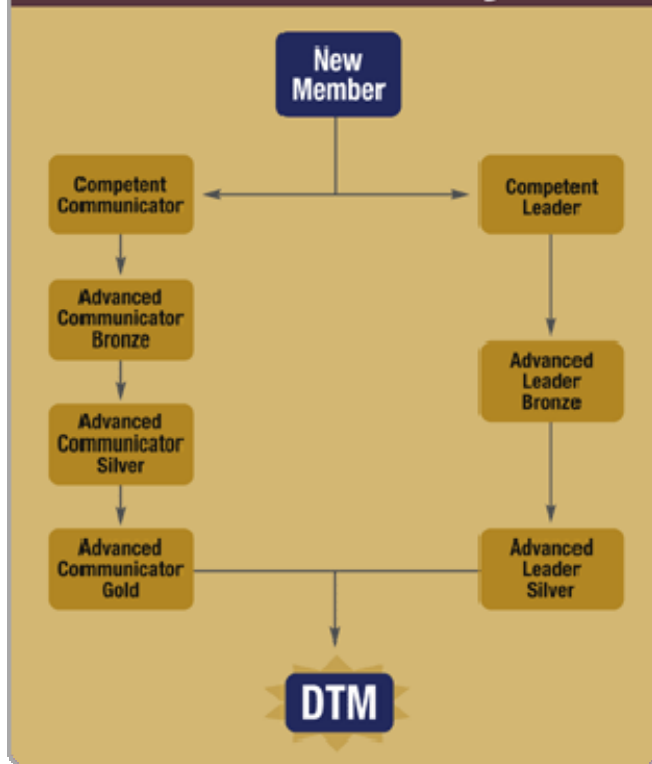 New
Member
Competent
Communicator
Competent
Leader
Advanced
Communicator
Bronze
Advanced
Leader
Bronze
Advanced
Communicator
Silver
Advanced
Communicator
Gold
Advanced
Leader
Silver
DTM